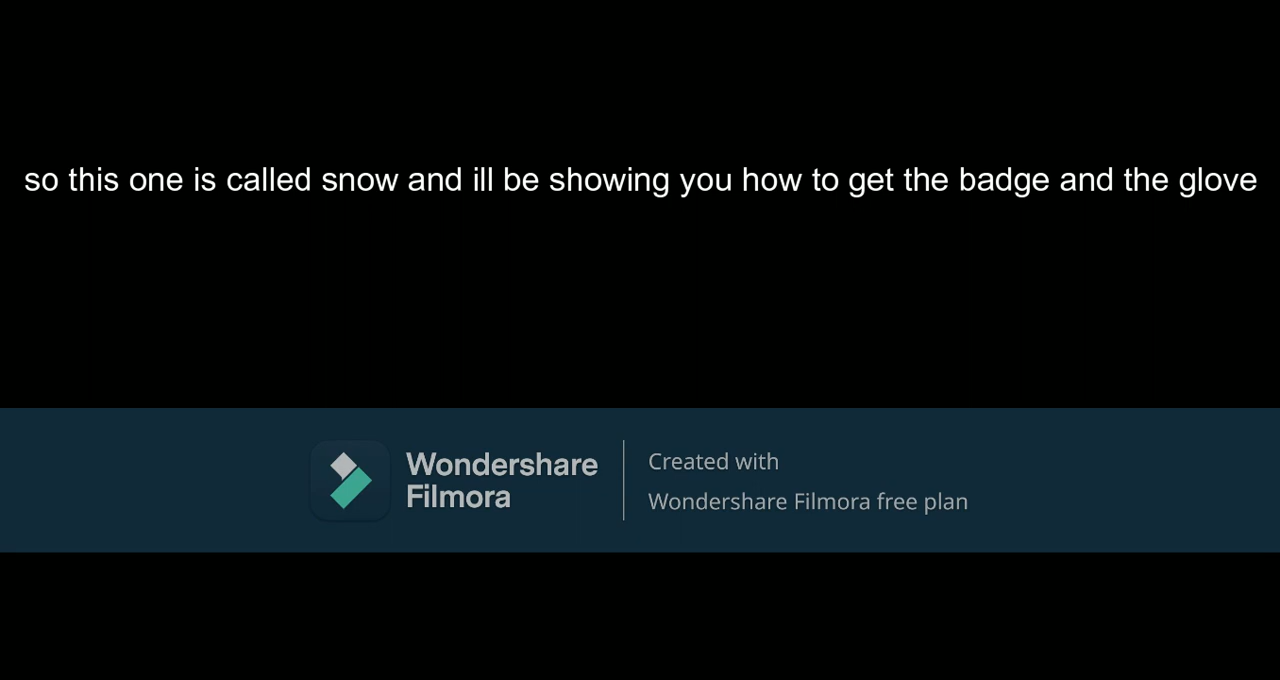 so this one is called snow and ill be showing you how to get the badge and the glove
Wondershare
Filmora
Created with
Wondershare Filmora free plan